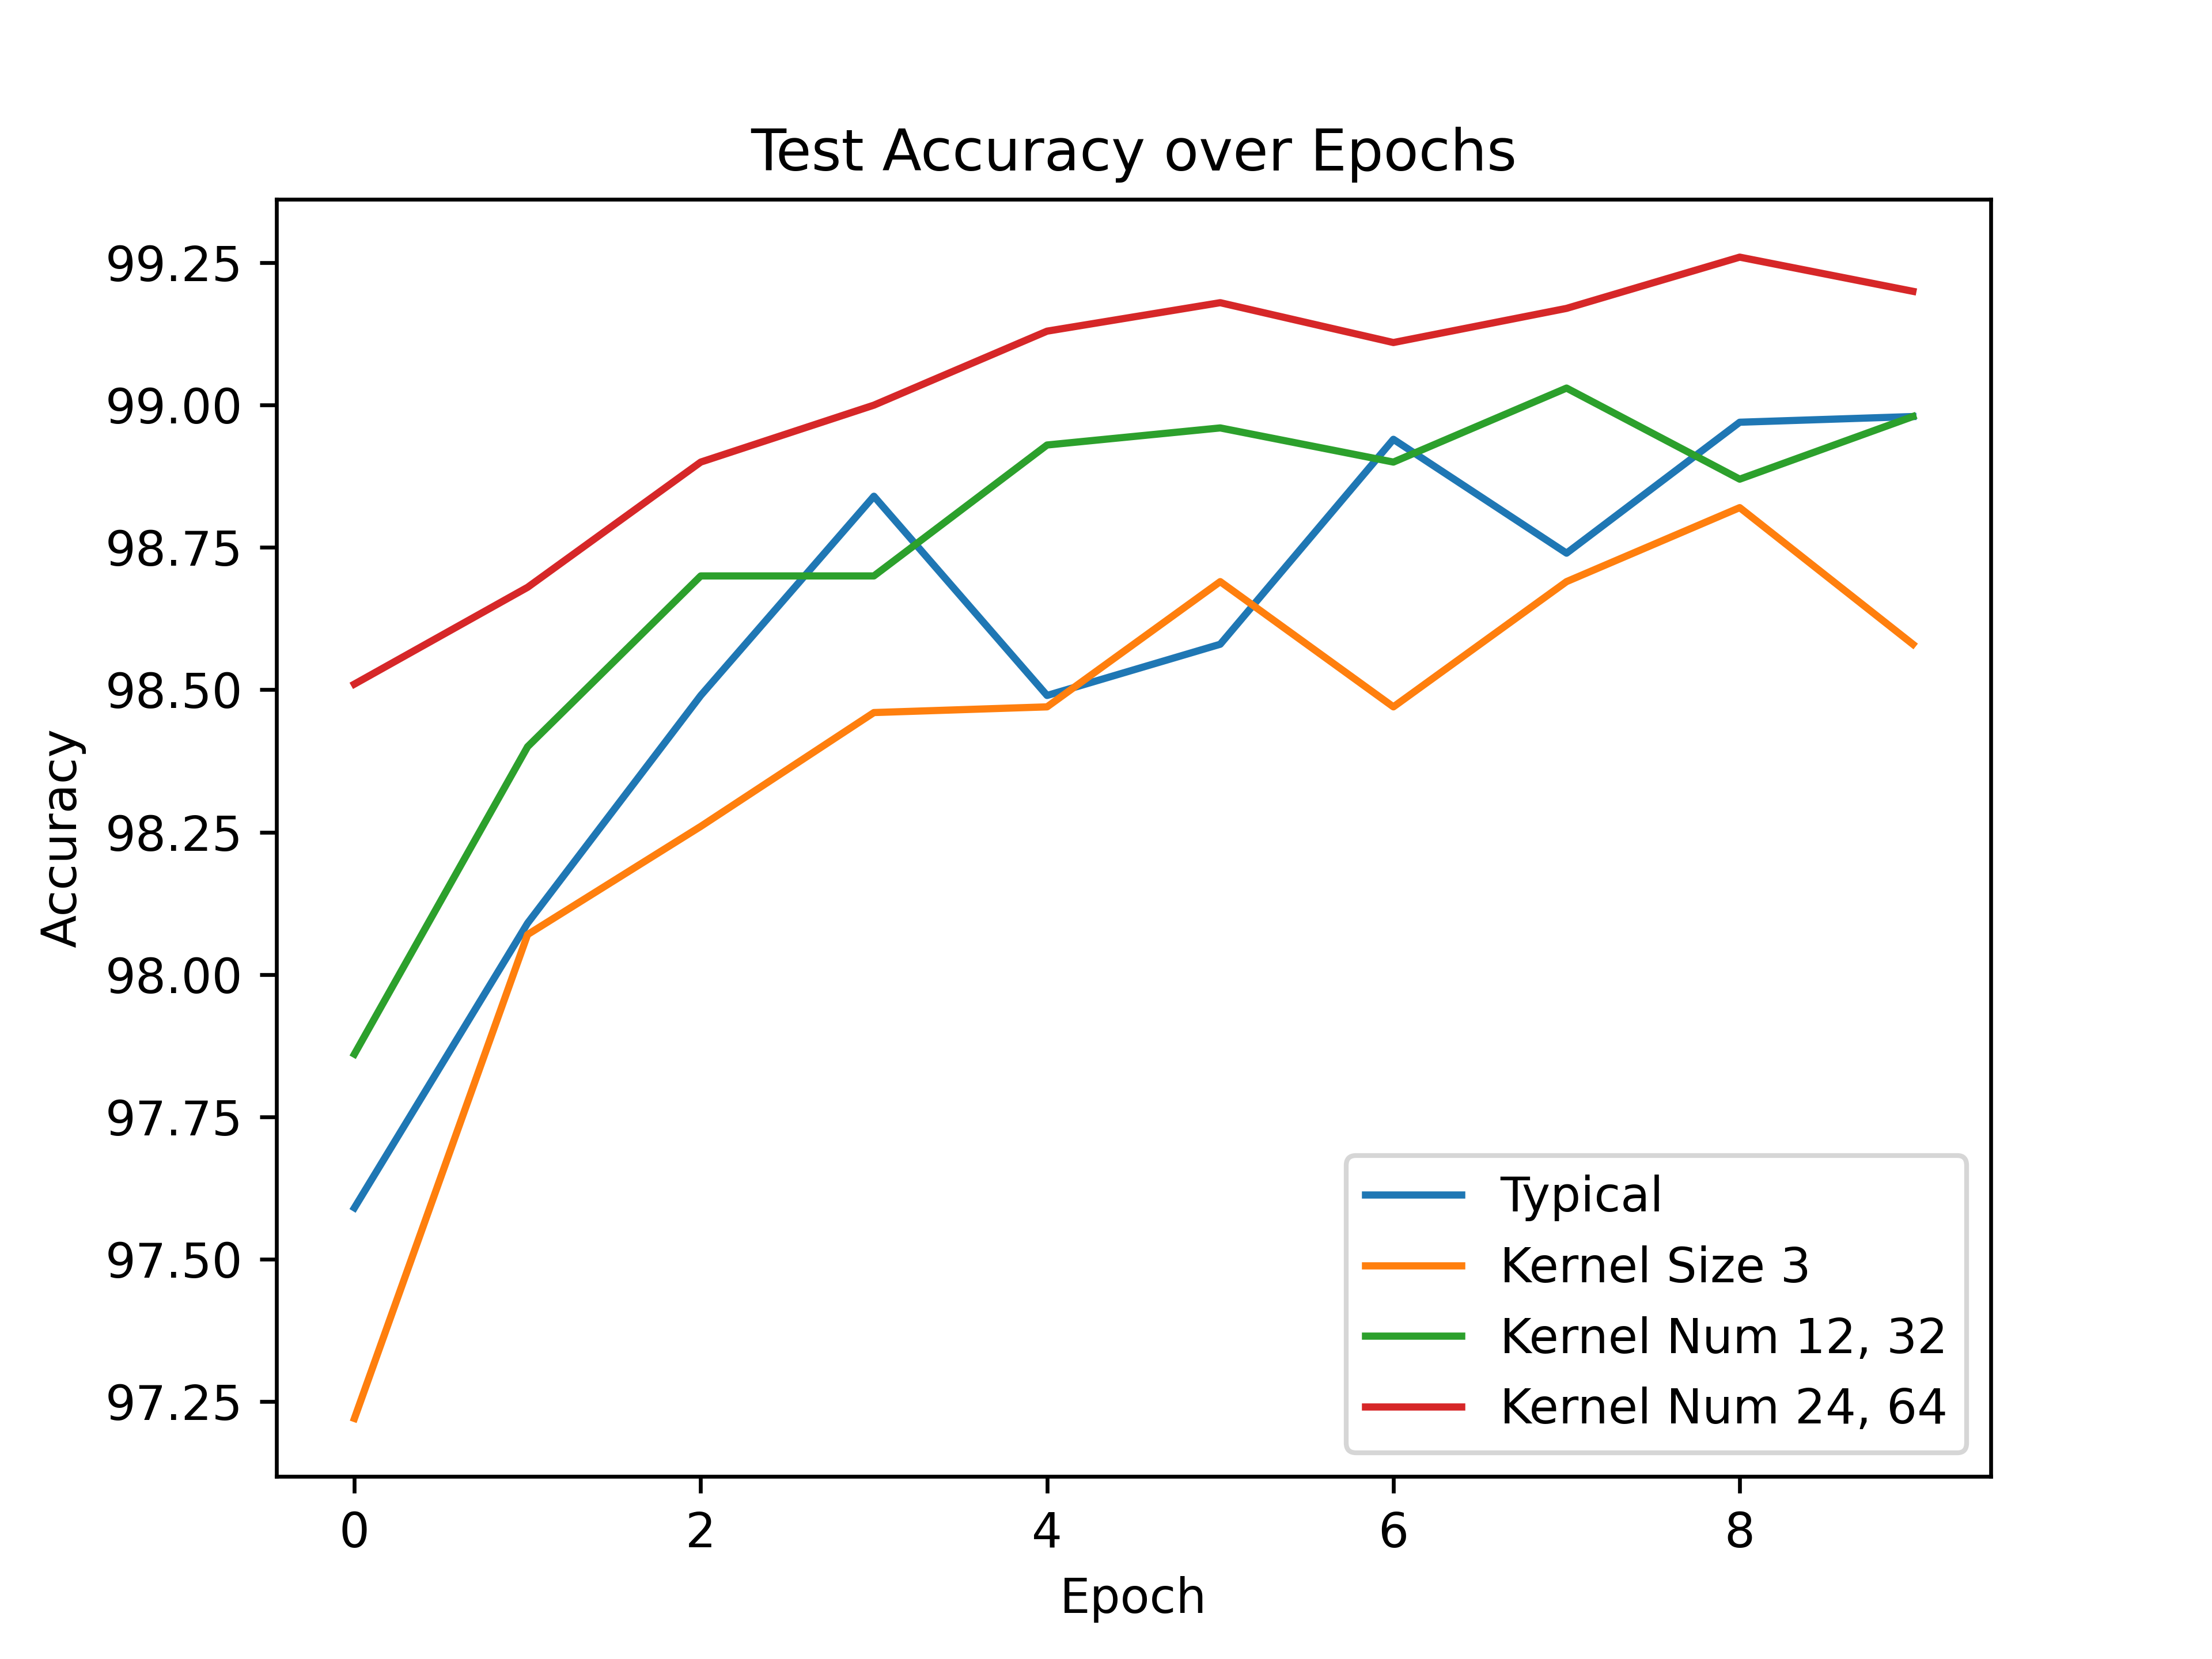 Test Accuracy over Epochs
99.25
99.00
98.75
98.50
98.25
98.00
97.75
97.50
97.25
Accuracy
Typical
Kernel Size 3
Kernel Num 12, 32
Kernel Num 24, 64
0 2 4 6 8
Epoch